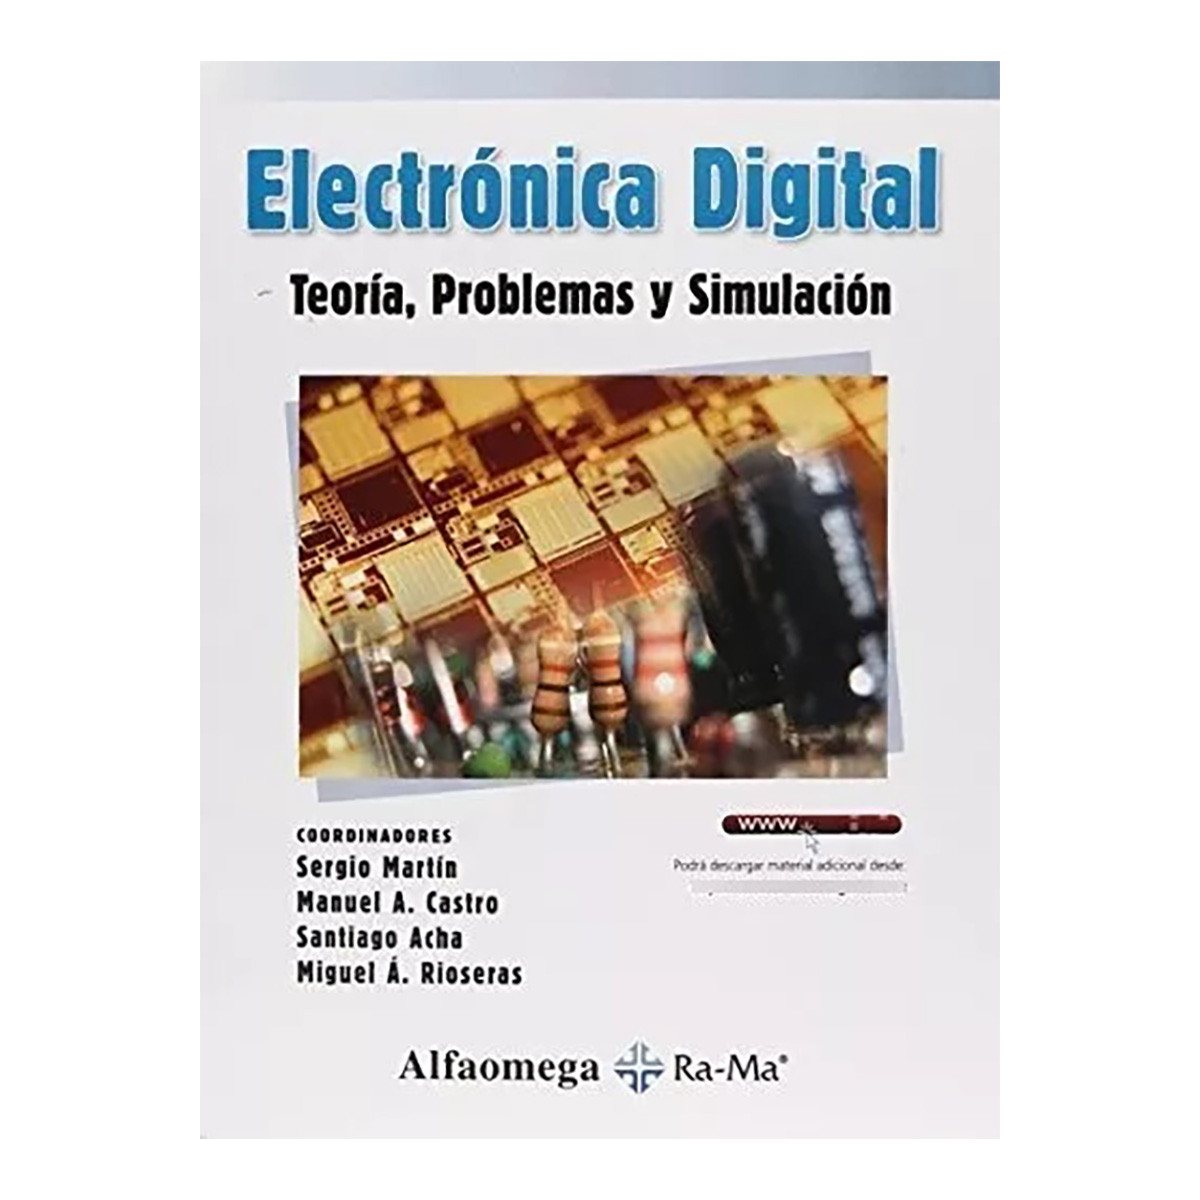 Electrónica Digital
Teoría, Problemas y Simulación
COORDINADORES
Sergio Martín
Manuel A. Castro
Santiago Acha
Miguel Á. Rioseras
www
Podrá descargar material adicional desde:
Alfaomega Ra-Ma®